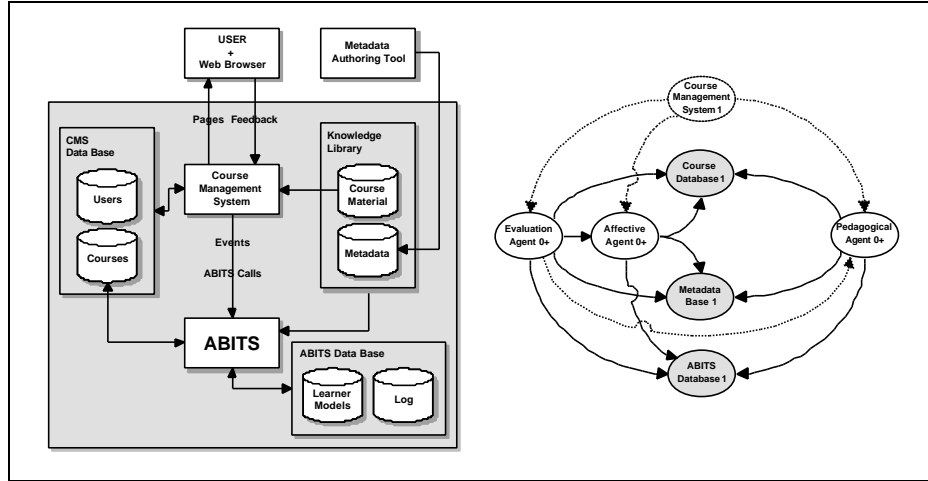 USER
+
Web Browser
Metadata
Authoring Tool
Pages
Feedback
CMS
Data Base
Users
Courses
Course
Management
System
Knowledge
Library
Course
Material
Metadata
Events
ABITS Calls
ABITS
ABITS Data Base
Learner
Models
Log
Course
Management
System 1
Course
Database 1
Evaluation
Agent 0+
Affective
Agent 0+
Pedagogical
Agent 0+
Metadata
Base 1
ABITS
Database 1